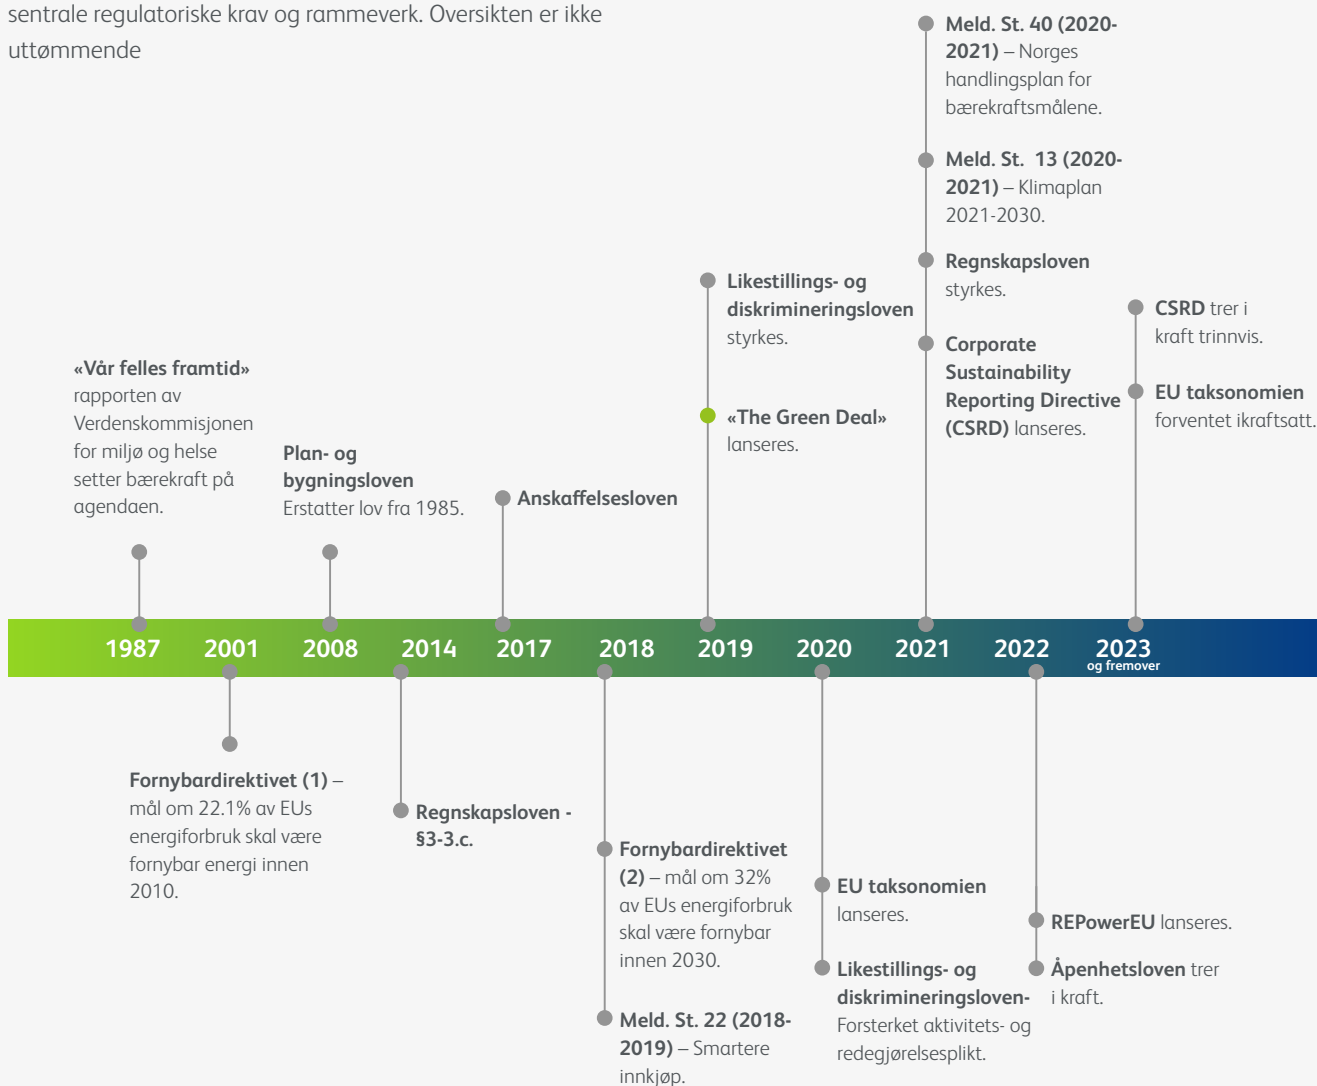 sentrale regulatoriske krav og rammeverk. Oversikten er ikke
uttømmende
Meld. St. 40 (2020-
2021) – Norges
handlingsplan for
bærekraftsmålene.
Meld. St.  13 (2020-
2021) – Klimaplan
2021-2030.
Regnskapsloven
styrkes.
Corporate
Sustainability
Reporting Directive
(CSRD) lanseres.
Likestillings- og
diskrimineringsloven
styrkes.
«The Green Deal»
lanseres.
CSRD trer i
kraft trinnvis.
EU taksonomien
forventet ikraftsatt.
«Vår felles framtid»
rapporten av
Verdenskommisjonen
for miljø og helse
setter bærekraft på
agendaen.
Plan- og
bygningsloven
Erstatter lov fra 1985.
Anskaffelsesloven
1987 2001 2008 2014 2017 2018 2019 2020 2021 2022 2023
og fremover
Fornybardirektivet (1) –
mål om 22.1% av EUs
energiforbruk skal være
fornybar energi innen
2010.
Regnskapsloven -
§3-3.c.
Fornybardirektivet
(2) – mål om 32%
av EUs energiforbruk
skal være fornybar
innen 2030.
Meld. St. 22 (2018-
2019) – Smartere
innkjøp.
EU taksonomien
lanseres.
Likestillings- og
diskrimineringsloven-
Forsterket aktivitets- og
redegjørelsesplikt.
REPowerEU lanseres.
Åpenhetsloven trer
i kraft.